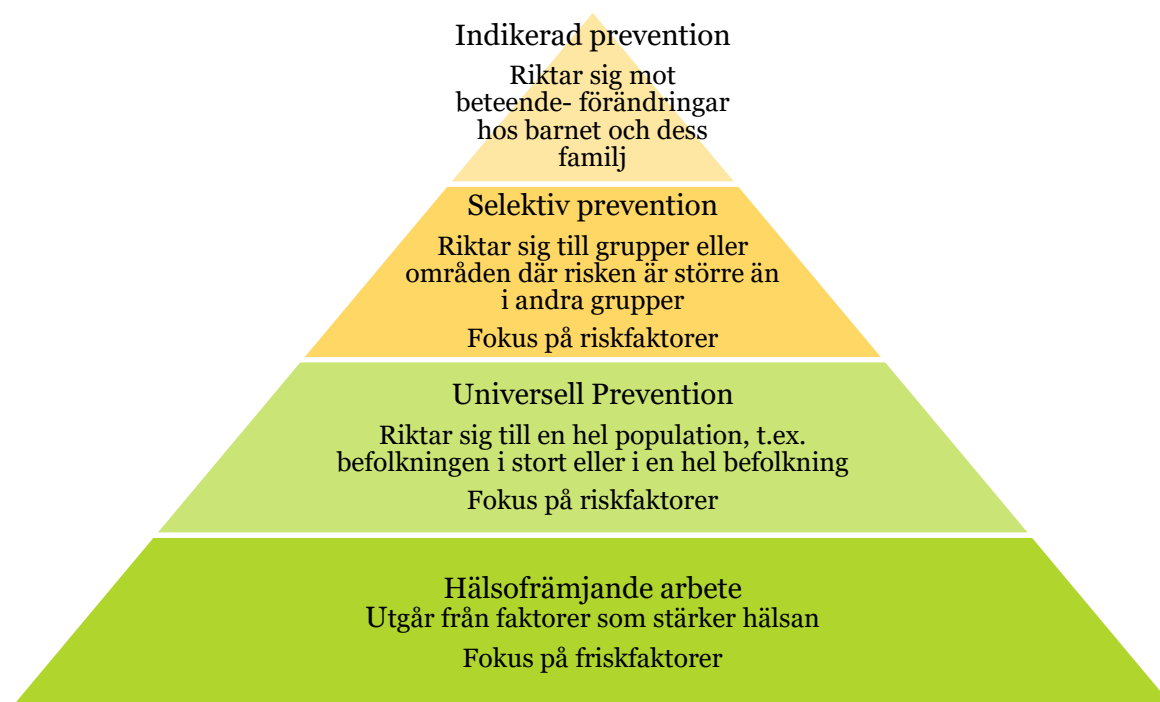 Indikerad prevention
Riktar sig mot
beteende- förändringar
hos barnet och dess
familj
Selektiv prevention
Riktar sig till grupper eller
områden där risken är större än
i andra grupper
Fokus på riskfaktorer
Universell Prevention
Riktar sig till en hel population, t.ex.
befolkningen i stort eller i en hel befolkning
Fokus på riskfaktorer
Hälsofrämjande arbete
Utgår från faktorer som stärker hälsan
Fokus på friskfaktorer